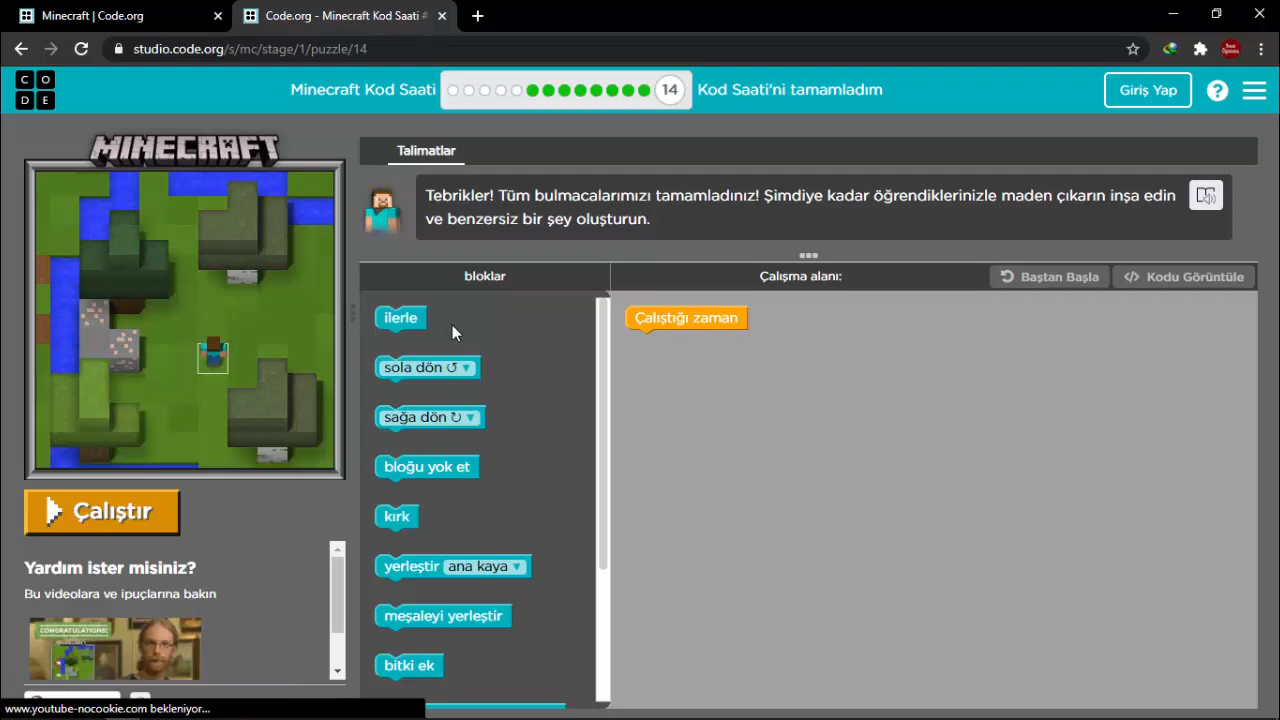 Minecraft | Code.org
Code.org - Minecraft Kod Saati #
studio.code.org/s/mc/stage/1/puzzle/14
C O
D E
Minecraft Kod Saati
14
Kod Saati'ni tamamladım
Giriş Yap
?
MINECRAFT
Talimatlar
Tebrikler! Tüm bulmacalarımızı tamamladınız! Şimdiye kadar öğrendiklerinizle maden çıkarın inşa edin
ve benzersiz bir şey oluşturun.
bloklar
Çalışma alanı:
Baştan Başla
</> Kodu Görüntüle
ilerle
sola dön ↺
sağa dön ↻
bloğu yok et
kırk
yerleştir ana kaya
meşaleyi yerleştir
bitki ek
Çalıştığı zaman
Çalıştır
Yardım ister misiniz?
Bu videolara ve ipuçlarına bakın
CONGRATULATIONS!
www.youtube-nocookie.com bekleniyor...